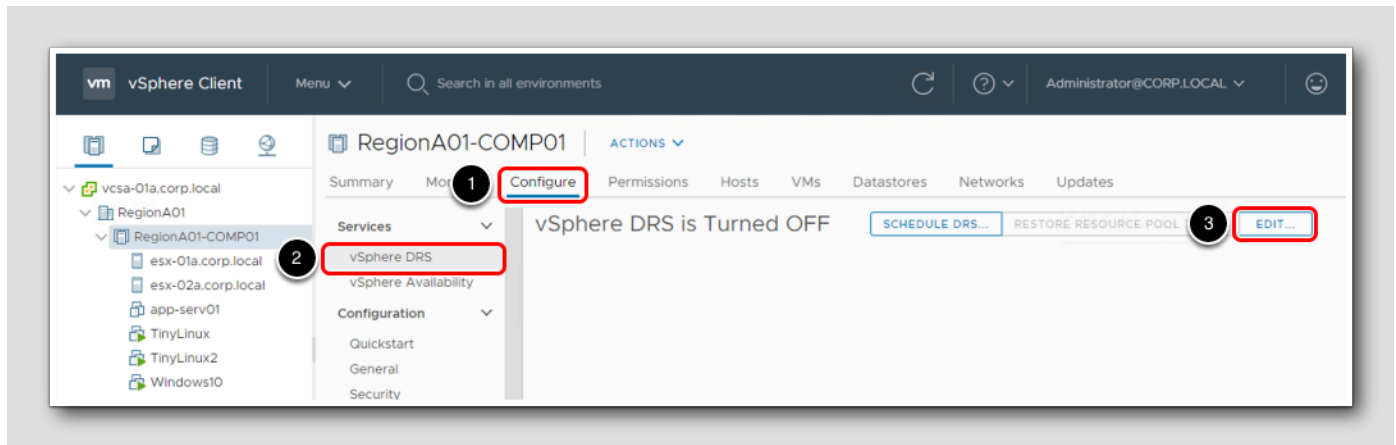 vm vSphere Client Menu Search in all environments Administrator@CORP.LOCAL
RegionA01-COMP01 ACTIONS
Summary 1 Configure Permissions Hosts VMs Datastores Networks Updates
vcsa-01a.corp.local
RegionA01
RegionA01-COMP01
esx-01a.corp.local
esx-02a.corp.local
app-serv01
TinyLinux
TinyLinux2
Windows10
Services
2 vSphere DRS
vSphere Availability
Configuration
Quickstart
General
Security
vSphere DRS is Turned OFF SCHEDULE DRS... RESTORE RESOURCE POOL 3 EDIT...